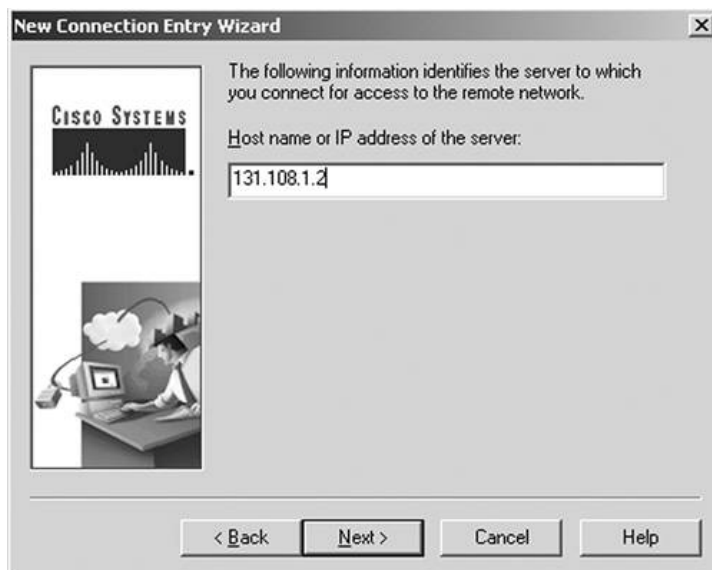 New Connection Entry Wizard
CISCO SYSTEMS
The following information identifies the server to which
you connect for access to the remote network.
Host name or IP address of the server:
131.108.1.2
< Back
Next >
Cancel
Help